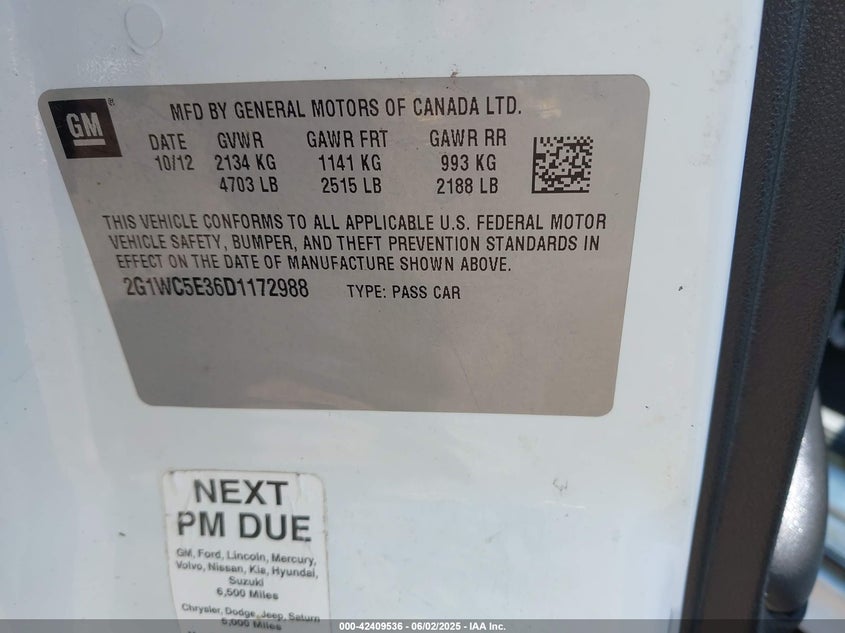 GM
®
MFD BY GENERAL MOTORS OF CANADA LTD.
DATE GVWR GAWR FRT GAWR RR
10/12 2134 KG 1141 KG 993 KG
4703 LB 2515 LB 2188 LB
THIS VEHICLE CONFORMS TO ALL APPLICABLE U.S. FEDERAL MOTOR
VEHICLE SAFETY, BUMPER, AND THEFT PREVENTION STANDARDS IN
EFFECT ON THE DATE OF MANUFACTURE SHOWN ABOVE.
2G1WC5E36D1172988 TYPE: PASS CAR
NEXT
PM DUE
GM, Ford, Lincoln, Mercury,
Volvo, Nissan, Kia, Hyundai,
Suzuki
6,500 Miles
Chrysler, Dodge, Jeep, Saturn
5,000 Miles
000-42409536 - 06/02/2025 - IAA Inc.